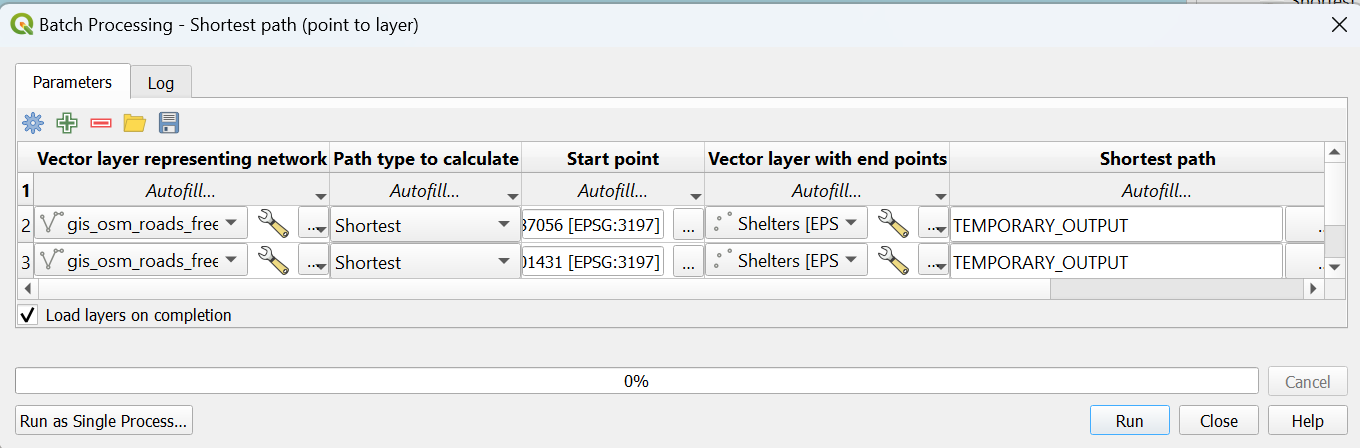 Shortest
Batch Processing - Shortest path (point to layer)
Parameters
Log
Vector layer representing network
Path type to calculate
Start point
Vector layer with end points
Shortest path
1
Autofill...
Autofill...
Autofill...
Autofill...
Autofill...
2
gis_osm_roads_free
...
Shortest
37056 [EPSG:3197]
...
Shelters [EPS
...
TEMPORARY_OUTPUT
3
gis_osm_roads_free
...
Shortest
01431 [EPSG:3197]
...
Shelters [EPS
...
TEMPORARY_OUTPUT
Load layers on completion
0%
Cancel
Run as Single Process...
Run
Close
Help